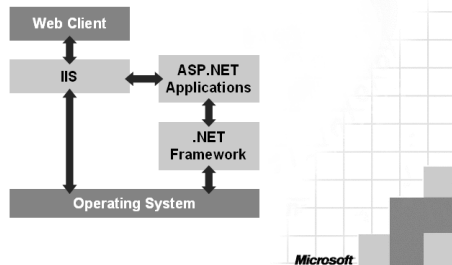 Web Client
IIS
ASP.NET
Applications
.NET
Framework
Operating System
Microsoft